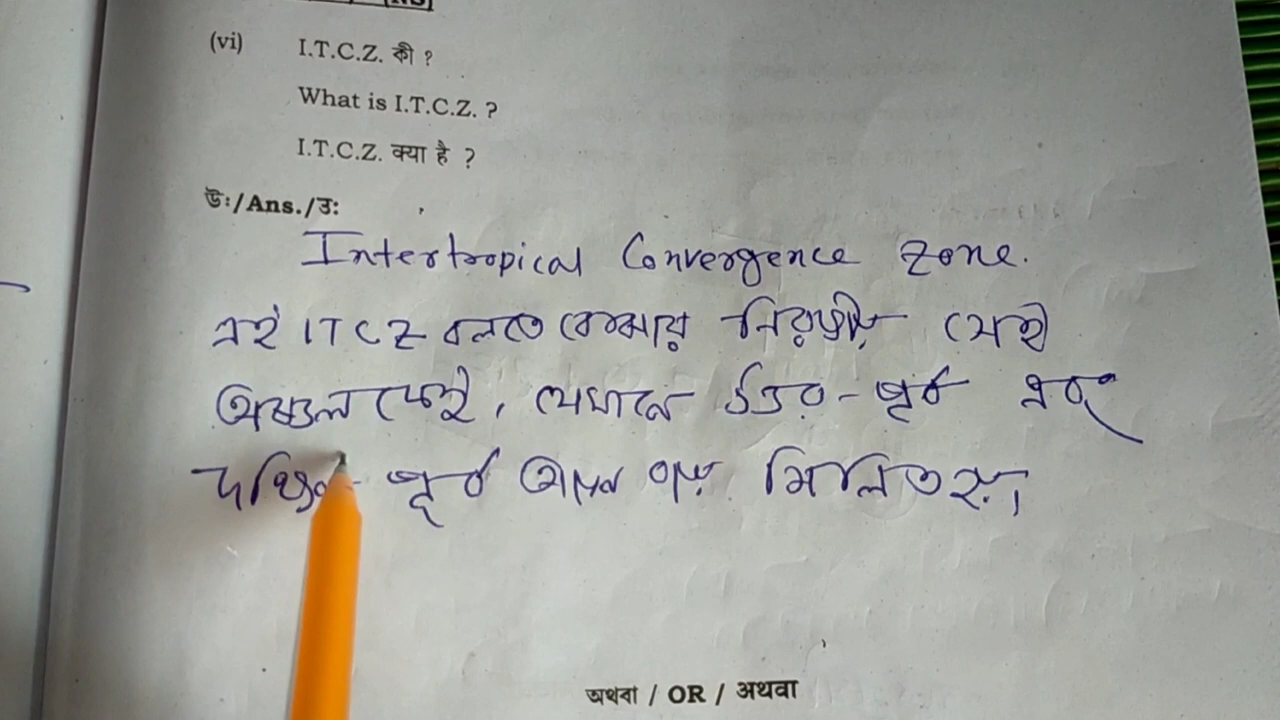 (vi) I.T.C.Z. কী ?
What is I.T.C.Z. ?
I.T.C.Z. क्या है ?
উঃ/Ans./उ:
Intertropical Convergence Zone.
এই ITCZ বলতে বোঝায় নিরক্ষীয় সেই
অঞ্চলকেই, যেখানে উত্তর-পূর্ব এবং
দক্ষিণ-পূর্ব আয়ন বায়ু মিলিত হয়।
অথবা / OR / अथवा